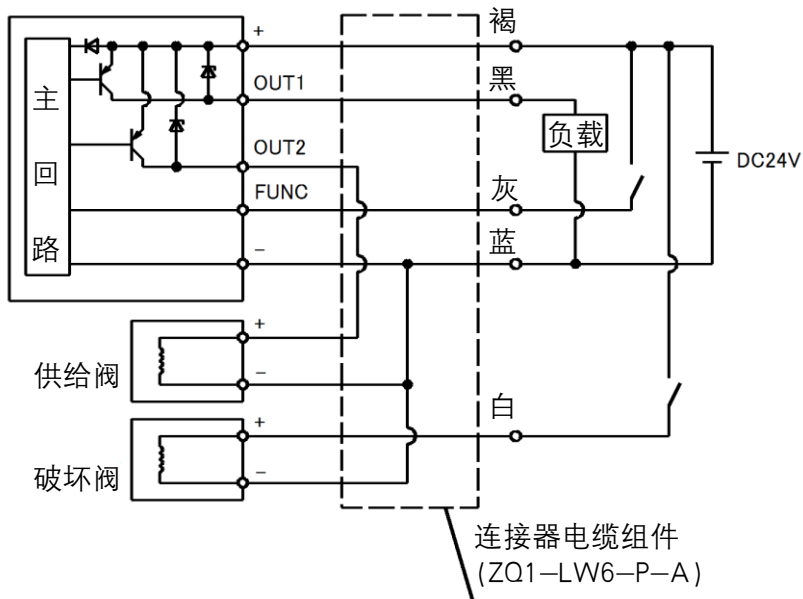 +
褐
OUT1
黑
主
负载
OUT2
DC24V
回
FUNC
灰
路
−
蓝
+
供给阀
−
白
+
破坏阀
−
连接器电缆组件
(ZQ1−LW6−P−A)